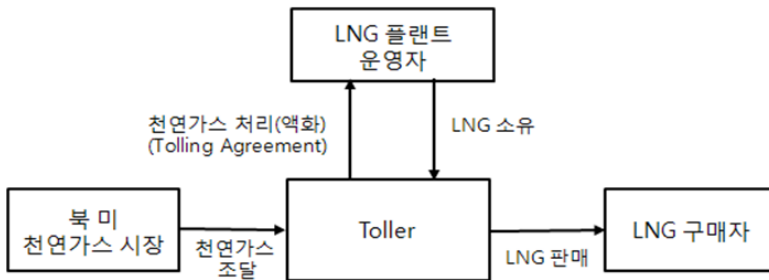 LNG 플랜트
운영자
천연가스 처리(액화)
(Tolling Agreement)
LNG 소유
북 미
천연가스 시장
천연가스
조달
Toller
LNG 판매
LNG 구매자